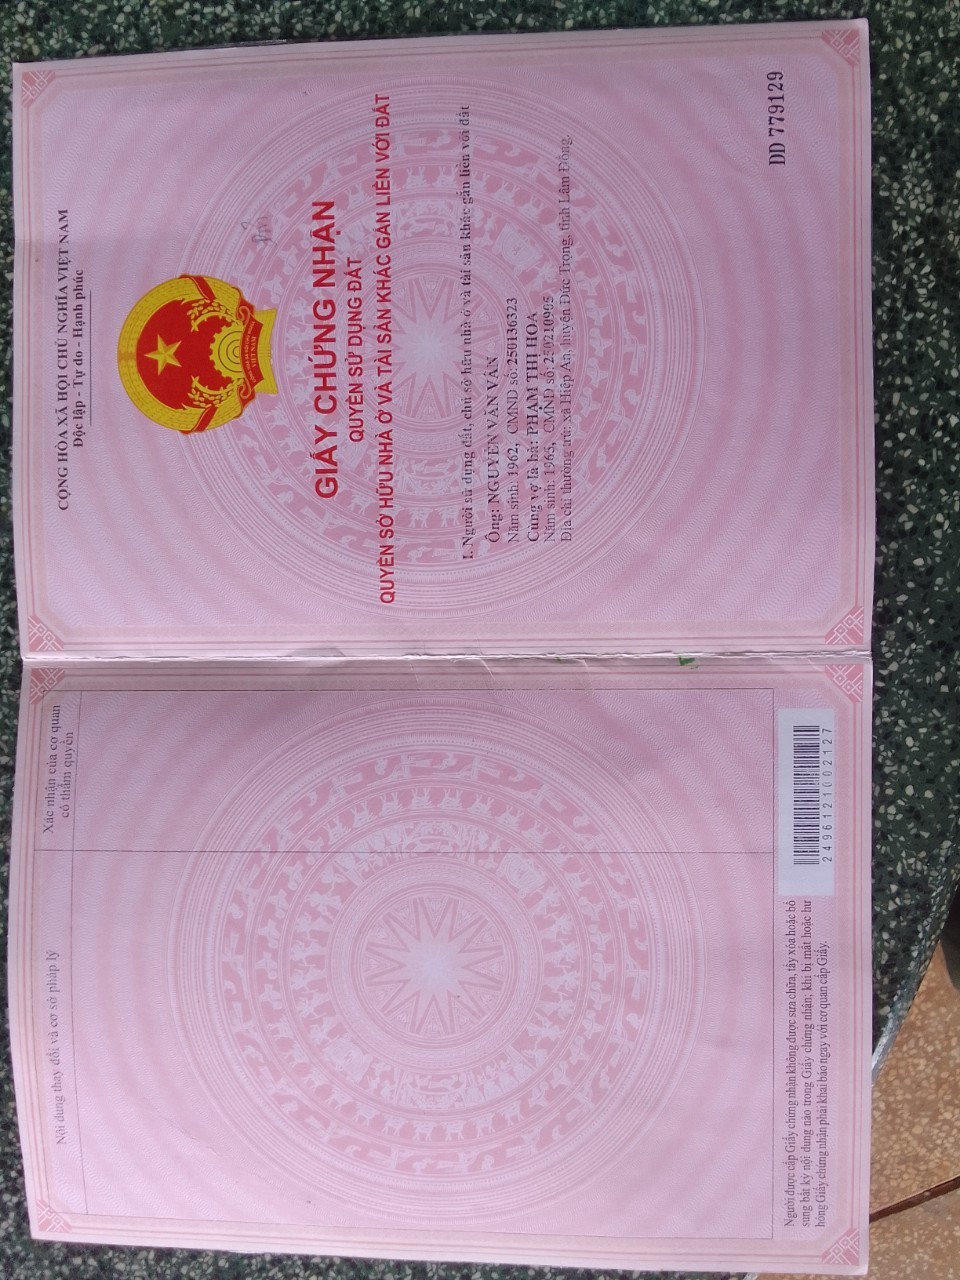 CỘNG HÒA XÃ HỘI CHỦ NGHĨA VIỆT NAM
Độc lập - Tự do - Hạnh phúc
GIẤY CHỨNG NHẬN
QUYỀN SỬ DỤNG ĐẤT
QUYỀN SỞ HỮU NHÀ Ở VÀ TÀI SẢN KHÁC GẮN LIỀN VỚI ĐẤT
I. Người sử dụng đất, chủ sở hữu nhà ở và tài sản khác gắn liền với đất
Ông: NGUYỄN VĂN VÂN
Năm sinh: 1962, CMND số: 250136323
Cùng vợ là bà: PHẠM THỊ HOA
Năm sinh: 1965, CMND số: 250210905
Địa chỉ thường trú: xã Hiệp An, huyện Đức Trọng, tỉnh Lâm Đồng.
DD 779129
Nội dung thay đổi và cơ sở pháp lý
Xác nhận của cơ quan
có thẩm quyền
Người được cấp Giấy chứng nhận không được sửa chữa, tẩy xóa hoặc bổ
sung bất kỳ nội dung nào trong Giấy chứng nhận; khi bị mất hoặc hư
hỏng Giấy chứng nhận phải khai báo ngay với cơ quan cấp Giấy.
2496121002127